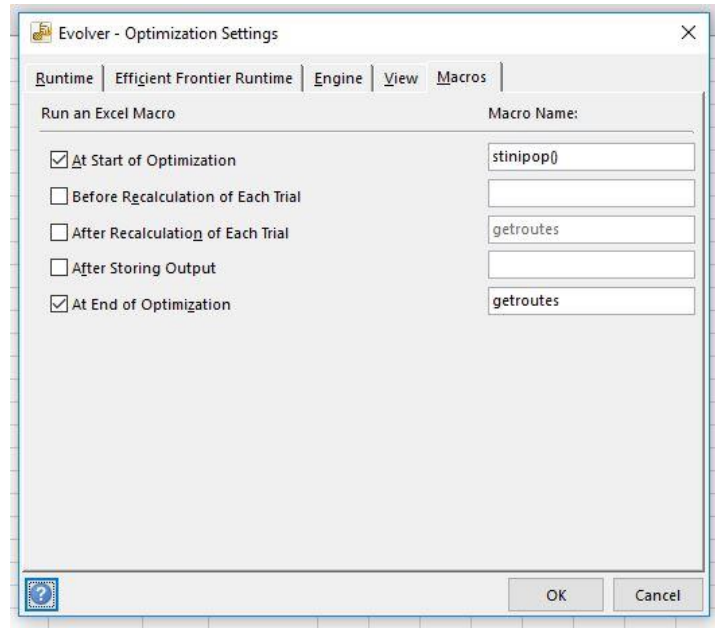 Evolver - Optimization Settings
Runtime Efficient Frontier Runtime Engine View Macros
Run an Excel Macro Macro Name:
At Start of Optimization stinipop()
Before Recalculation of Each Trial
After Recalculation of Each Trial getroutes
After Storing Output
At End of Optimization getroutes
? OK Cancel